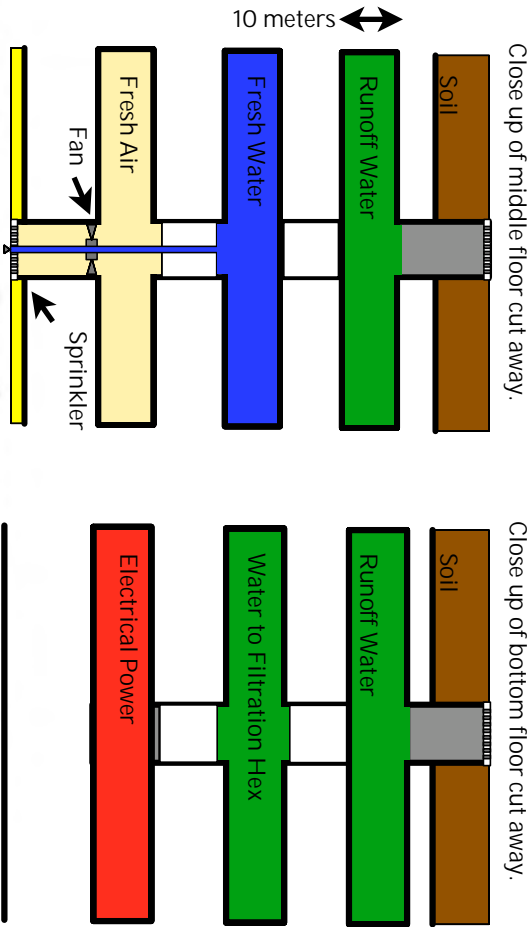 Close up of middle floor cut away.
Soil
10 meters
Runoff Water
Fresh Water
Fresh Air
Fan
Sprinkler
Close up of bottom floor cut away.
Soil
Runoff Water
Water to Filtration Hex
Electrical Power